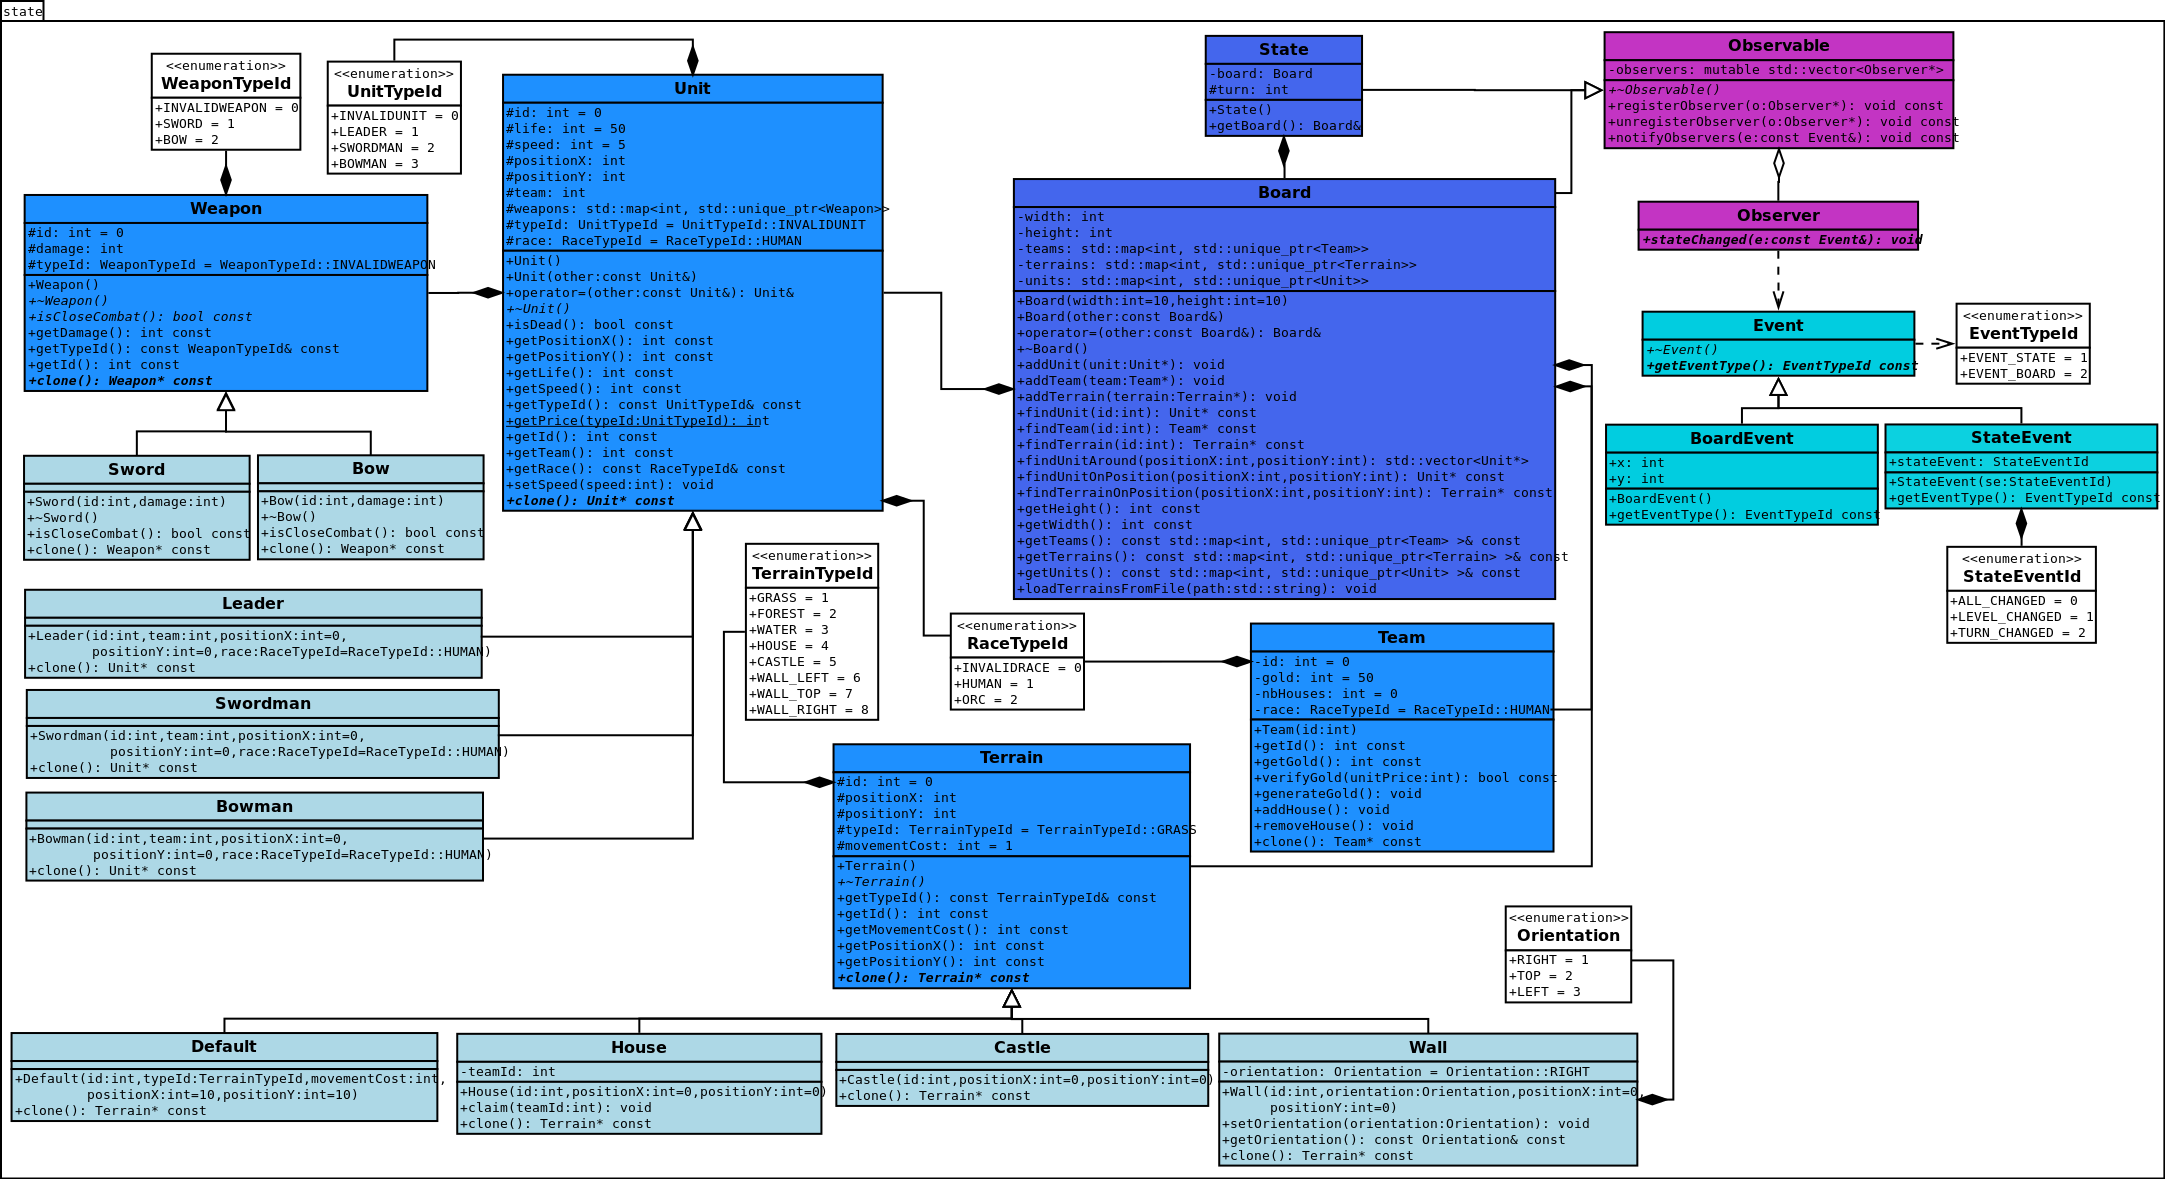 state
<<enumeration>>
WeaponTypeId
+INVALIDWEAPON = 0
+SWORD = 1
+BOW = 2
<<enumeration>>
UnitTypeId
+INVALIDUNIT = 0
+LEADER = 1
+SWORDMAN = 2
+BOWMAN = 3
Weapon
#id: int = 0
#damage: int
#typeId: WeaponTypeId = WeaponTypeId::INVALIDWEAPON
+Weapon()
+~Weapon()
+isCloseCombat(): bool const
+getDamage(): int const
+getTypeId(): const WeaponTypeId& const
+getId(): int const
+clone(): Weapon* const
Sword
+Sword(id:int,damage:int)
+~Sword()
+isCloseCombat(): bool const
+clone(): Weapon* const
Bow
+Bow(id:int,damage:int)
+~Bow()
+isCloseCombat(): bool const
+clone(): Weapon* const
Unit
#id: int = 0
#life: int = 50
#speed: int = 5
#positionX: int
#positionY: int
#team: int
#weapons: std::map<int, std::unique_ptr<Weapon>>
#typeId: UnitTypeId = UnitTypeId::INVALIDUNIT
#race: RaceTypeId = RaceTypeId::HUMAN
+Unit()
+Unit(other:const Unit&)
+operator=(other:const Unit&): Unit&
+~Unit()
+isDead(): bool const
+getPositionX(): int const
+getPositionY(): int const
+getLife(): int const
+getSpeed(): int const
+getTypeId(): const UnitTypeId& const
+getPrice(typeId:UnitTypeId): int
+getId(): int const
+getTeam(): int const
+getRace(): const RaceTypeId& const
+setSpeed(speed:int): void
+clone(): Unit* const
Leader
+Leader(id:int,team:int,positionX:int=0,
positionY:int=0,race:RaceTypeId=RaceTypeId::HUMAN)
+clone(): Unit* const
Swordman
+Swordman(id:int,team:int,positionX:int=0,
positionY:int=0,race:RaceTypeId=RaceTypeId::HUMAN)
+clone(): Unit* const
Bowman
+Bowman(id:int,team:int,positionX:int=0,
positionY:int=0,race:RaceTypeId=RaceTypeId::HUMAN)
+clone(): Unit* const
State
-board: Board
#turn: int
+State()
+getBoard(): Board&
Board
-width: int
-height: int
-teams: std::map<int, std::unique_ptr<Team>>
-terrains: std::map<int, std::unique_ptr<Terrain>>
-units: std::map<int, std::unique_ptr<Unit>>
+Board(width:int=10,height:int=10)
+Board(other:const Board&)
+operator=(other:const Board&): Board&
+~Board()
+addUnit(unit:Unit*): void
+addTeam(team:Team*): void
+addTerrain(terrain:Terrain*): void
+findUnit(id:int): Unit* const
+findTeam(id:int): Team* const
+findTerrain(id:int): Terrain* const
+findUnitAround(positionX:int,positionY:int): std::vector<Unit*>
+findUnitOnPosition(positionX:int,positionY:int): Unit* const
+findTerrainOnPosition(positionX:int,positionY:int): Terrain* const
+getHeight(): int const
+getWidth(): int const
+getTeams(): const std::map<int, std::unique_ptr<Team> >& const
+getTerrains(): const std::map<int, std::unique_ptr<Terrain> >& const
+getUnits(): const std::map<int, std::unique_ptr<Unit> >& const
+loadTerrainsFromFile(path:std::string): void
Observable
-observers: mutable std::vector<Observer*>
+~Observable()
+registerObserver(o:Observer*): void const
+unregisterObserver(o:Observer*): void const
+notifyObservers(e:const Event&): void const
Observer
+stateChanged(e:const Event&): void
Event
+~Event()
+getEventType(): EventTypeId const
<<enumeration>>
EventTypeId
+EVENT_STATE = 1
+EVENT_BOARD = 2
BoardEvent
+x: int
+y: int
+BoardEvent()
+getEventType(): EventTypeId const
StateEvent
+stateEvent: StateEventId
+StateEvent(se:StateEventId)
+getEventType(): EventTypeId const
<<enumeration>>
StateEventId
+ALL_CHANGED = 0
+LEVEL_CHANGED = 1
+TURN_CHANGED = 2
<<enumeration>>
TerrainTypeId
+GRASS = 1
+FOREST = 2
+WATER = 3
+HOUSE = 4
+CASTLE = 5
+WALL_LEFT = 6
+WALL_TOP = 7
+WALL_RIGHT = 8
<<enumeration>>
RaceTypeId
+INVALIDRACE = 0
+HUMAN = 1
+ORC = 2
Team
-id: int = 0
-gold: int = 50
-nbHouses: int = 0
-race: RaceTypeId = RaceTypeId::HUMAN
+Team(id:int)
+getId(): int const
+getGold(): int const
+verifyGold(unitPrice:int): bool const
+generateGold(): void
+addHouse(): void
+removeHouse(): void
+clone(): Team* const
Terrain
#id: int = 0
#positionX: int
#positionY: int
#typeId: TerrainTypeId = TerrainTypeId::GRASS
#movementCost: int = 1
+Terrain()
+~Terrain()
+getTypeId(): const TerrainTypeId& const
+getId(): int const
+getMovementCost(): int const
+getPositionX(): int const
+getPositionY(): int const
+clone(): Terrain* const
<<enumeration>>
Orientation
+RIGHT = 1
+TOP = 2
+LEFT = 3
Default
+Default(id:int,typeId:TerrainTypeId,movementCost:int,
positionX:int=10,positionY:int=10)
+clone(): Terrain* const
House
-teamId: int
+House(id:int,positionX:int=0,positionY:int=0)
+claim(teamId:int): void
+clone(): Terrain* const
Castle
+Castle(id:int,positionX:int=0,positionY:int=0)
+clone(): Terrain* const
Wall
-orientation: Orientation = Orientation::RIGHT
+Wall(id:int,orientation:Orientation,positionX:int=0,
positionY:int=0)
+setOrientation(orientation:Orientation): void
+getOrientation(): const Orientation& const
+clone(): Terrain* const